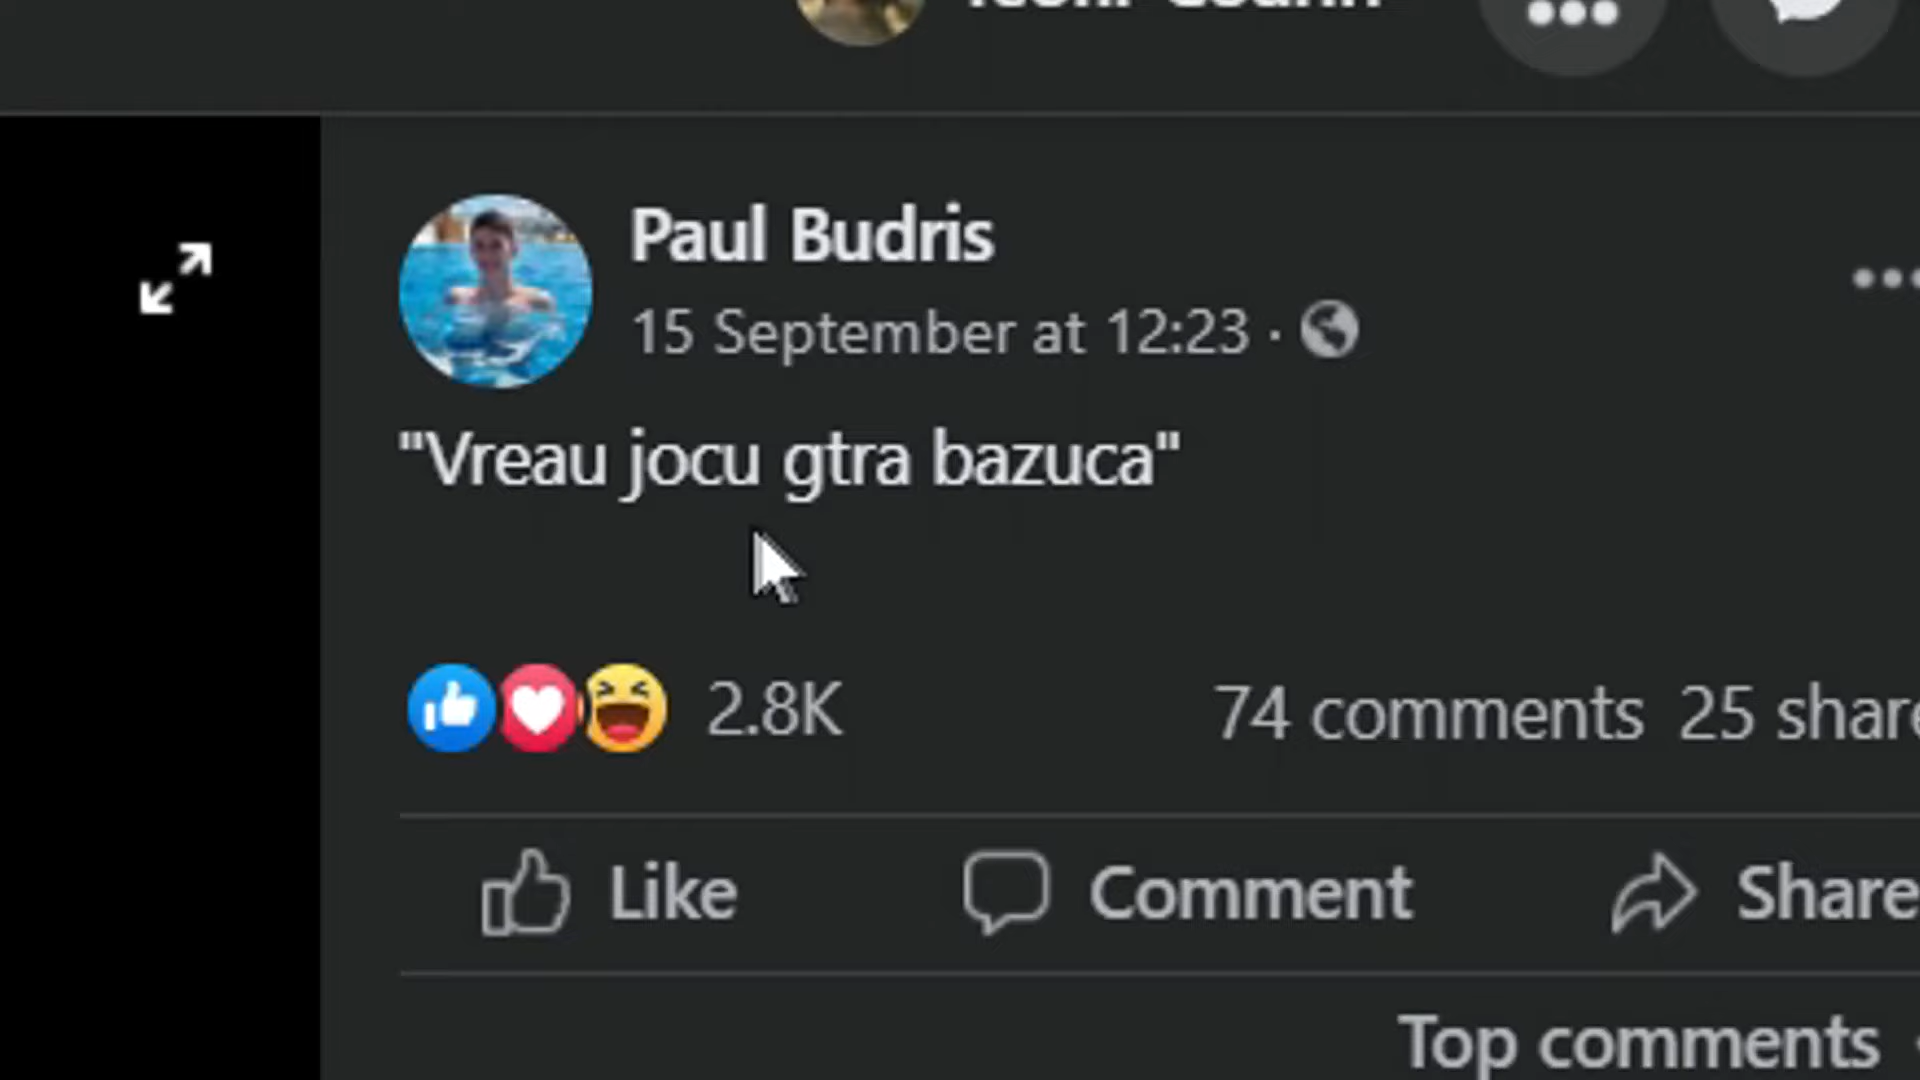 Paul Budris
15 September at 12:23 ·
"Vreau jocu gtra bazuca"
2.8K
74 comments 25 share
Like
Comment
Share
Top comments